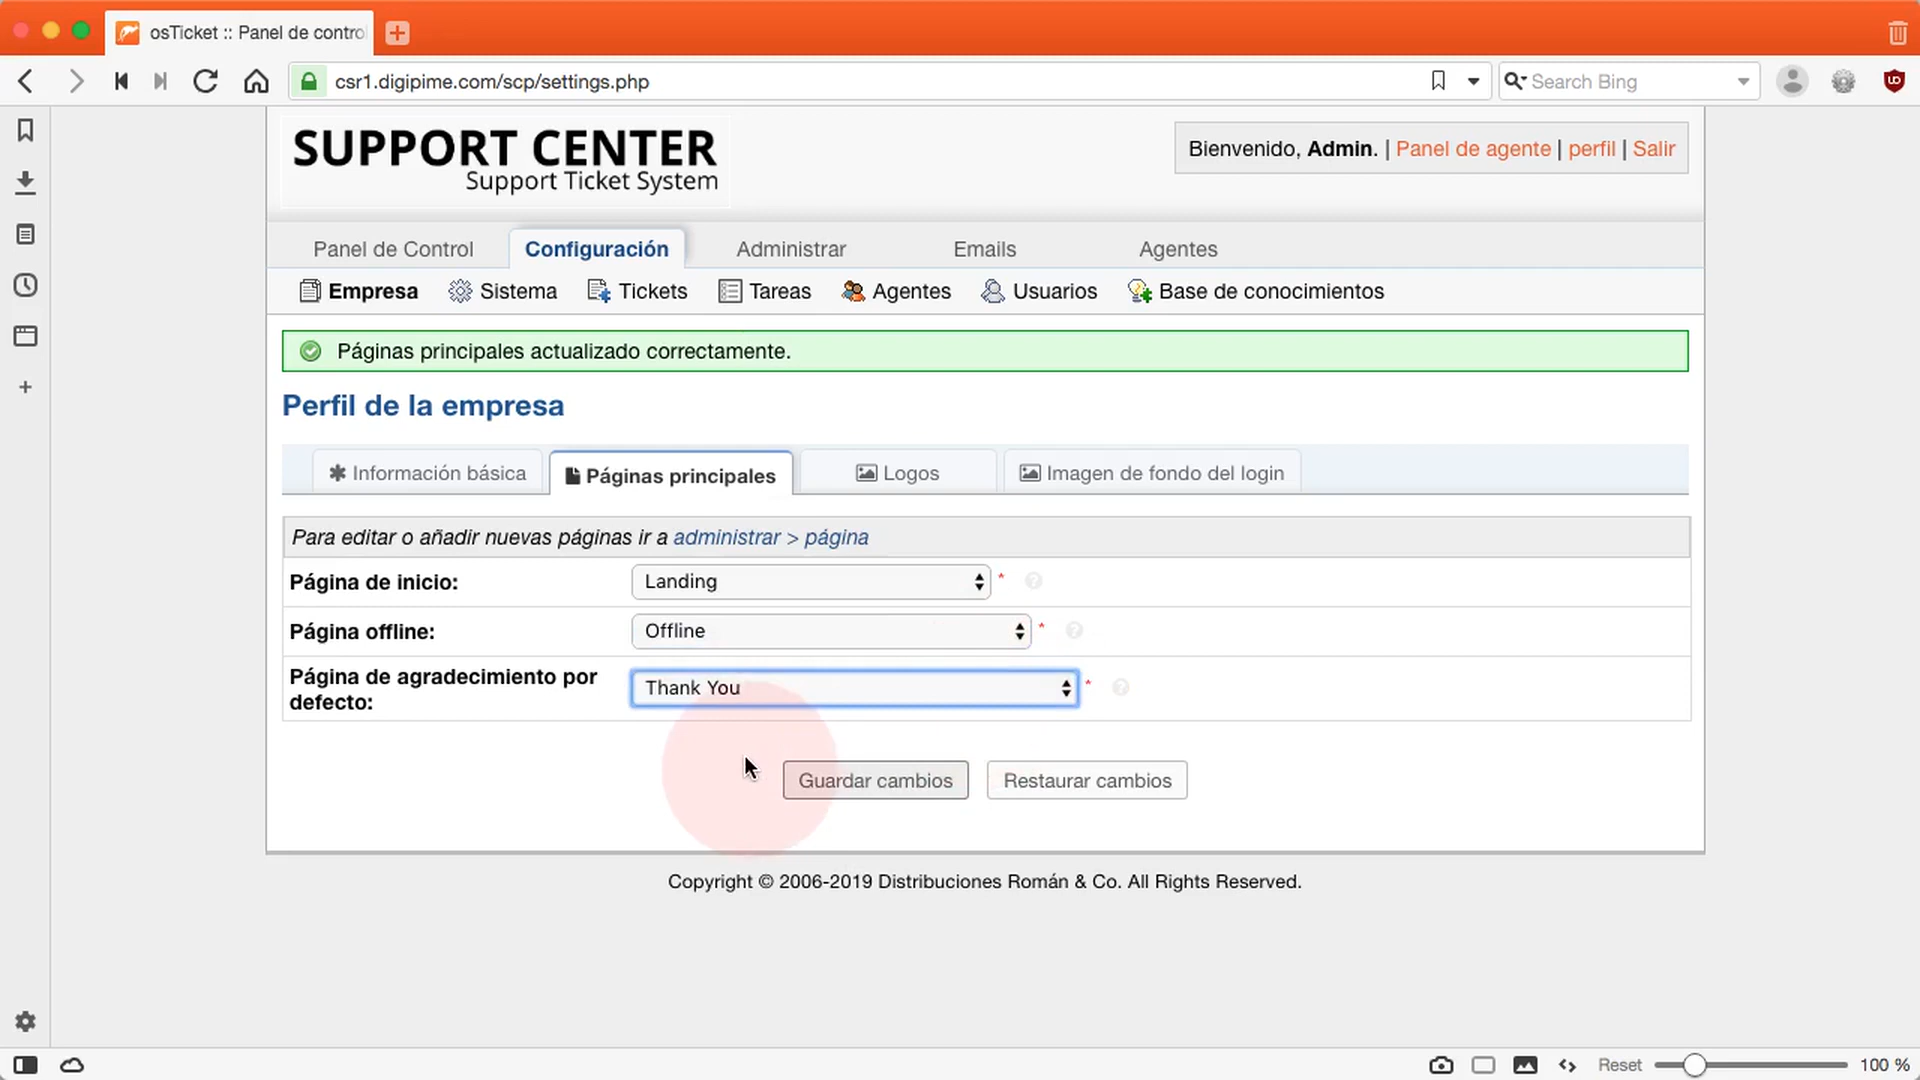 osTicket :: Panel de contro
csr1.digipime.com/scp/settings.php
Search Bing
SUPPORT CENTER
Support Ticket System
Bienvenido, Admin. | Panel de agente | perfil | Salir
Panel de Control
Configuración
Administrar
Emails
Agentes
Empresa
Sistema
Tickets
Tareas
Agentes
Usuarios
Base de conocimientos
Páginas principales actualizado correctamente.
Perfil de la empresa
Información básica
Páginas principales
Logos
Imagen de fondo del login
Para editar o añadir nuevas páginas ir a administrar > página
Página de inicio:
Landing
*
Página offline:
Offline
*
Página de agradecimiento por
defecto:
Thank You
*
Guardar cambios
Restaurar cambios
Copyright © 2006-2019 Distribuciones Román & Co. All Rights Reserved.
Reset
100 %